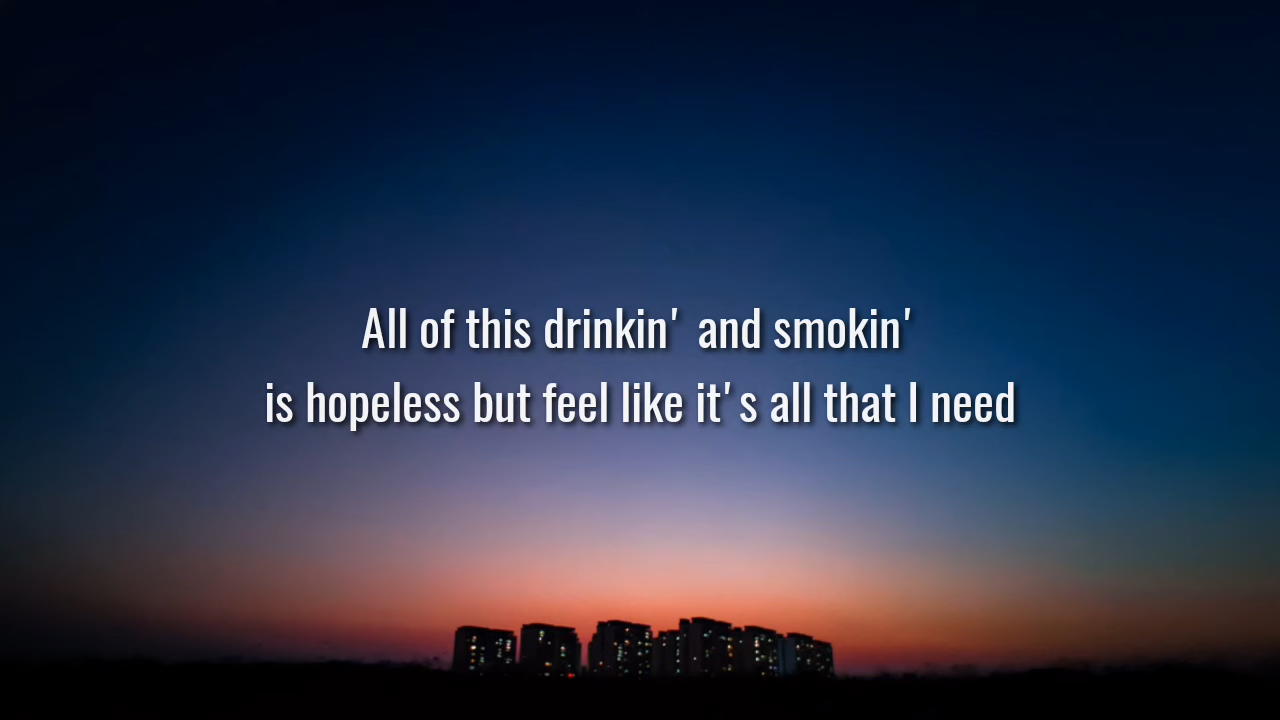 All of this drinkin' and smokin'
is hopeless but feel like it's all that I need